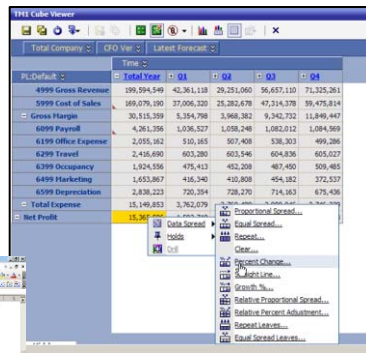 TM1 Cube Viewer
Total Company CFO Ver Latest Forecast
Time
PL:Default Total Year Q1 Q2 Q3 Q4
4999 Gross Revenue 199,594,549 42,361,118 29,251,060 56,657,110 71,325,261
5999 Cost of Sales 169,079,190 37,006,320 25,282,678 47,314,378 59,475,814
Gross Margin 30,515,359 5,354,798 3,968,382 9,342,732 11,849,447
6099 Payroll 4,261,356 1,036,527 1,058,248 1,082,012 1,084,569
6199 Office Expense 2,055,162 510,165 507,408 538,303 499,286
6299 Travel 2,416,690 603,280 603,546 604,836 605,027
6399 Occupancy 1,924,556 475,413 452,208 487,450 509,485
6499 Marketing 1,653,867 416,340 410,808 454,182 372,537
6599 Depreciation 2,838,223 720,354 728,270 714,163 675,436
Total Expense 15,149,853 3,762,079
Net Profit
Data Spread
Holds
Drill
Proportional Spread...
Equal Spread...
Repeat...
Clear...
Percent Change...
Straight Line...
Growth %...
Relative Proportional Spread...
Relative Percent Adjustment...
Repeat Leaves...
Equal Spread Leaves...